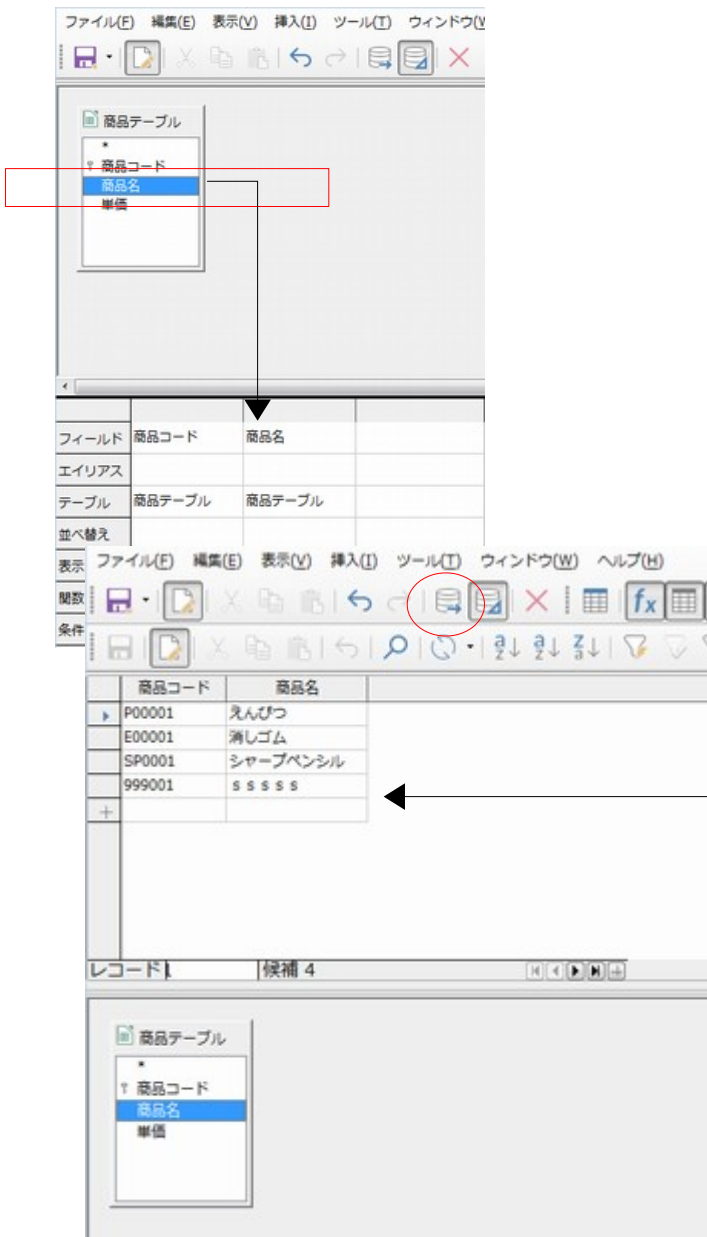 ファイル(F) 編集(E) 表示(V) 挿入(I) ツール(T) ウィンドウ(V
商品テーブル
*
商品コード
商品名
単価
フィールド 商品コード 商品名
エイリアス
テーブル 商品テーブル 商品テーブル
並べ替え
表示
関数
条件
ファイル(F) 編集(E) 表示(V) 挿入(I) ツール(T) ウィンドウ(W) ヘルプ(H)
fx
商品コード 商品名
P00001 えんぴつ
E00001 消しゴム
SP0001 シャープペンシル
999001 ｓｓｓｓｓ
レコード 1 候補 4
商品テーブル
*
商品コード
商品名
単価